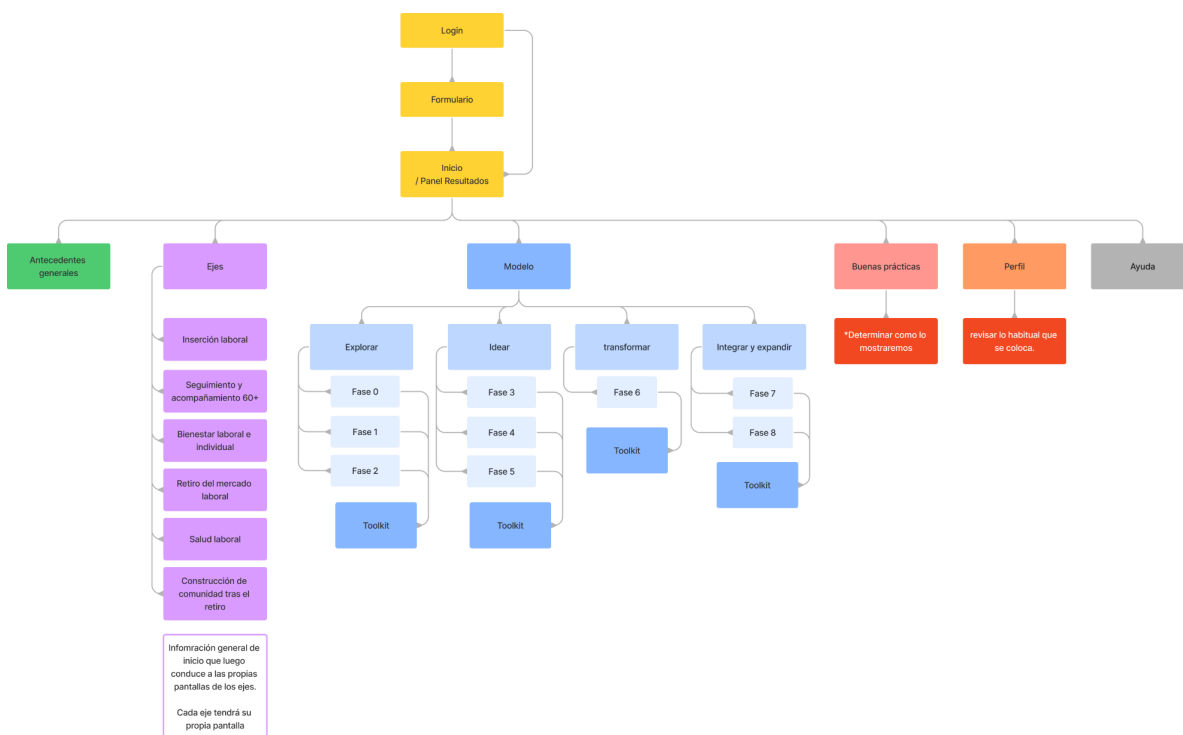 Login
Formulario
Inicio
/ Panel Resultados
Antecedentes
generales
Ejes
Modelo
Buenas prácticas
Perfil
Ayuda
Inserción laboral
Seguimiento y
acompañamiento 60+
Bienestar laboral e
individual
Retiro del mercado
laboral
Salud laboral
Construcción de
comunidad tras el
retiro
Infomración general de
inicio que luego
conduce a las propias
pantallas de los ejes.
Cada eje tendrá su
propia pantalla
Explorar
Fase 0
Fase 1
Fase 2
Toolkit
Idear
Fase 3
Fase 4
Fase 5
Toolkit
transformar
Fase 6
Toolkit
Integrar y expandir
Fase 7
Fase 8
Toolkit
*Determinar como lo
mostraremos
revisar lo habitual que
se coloca.